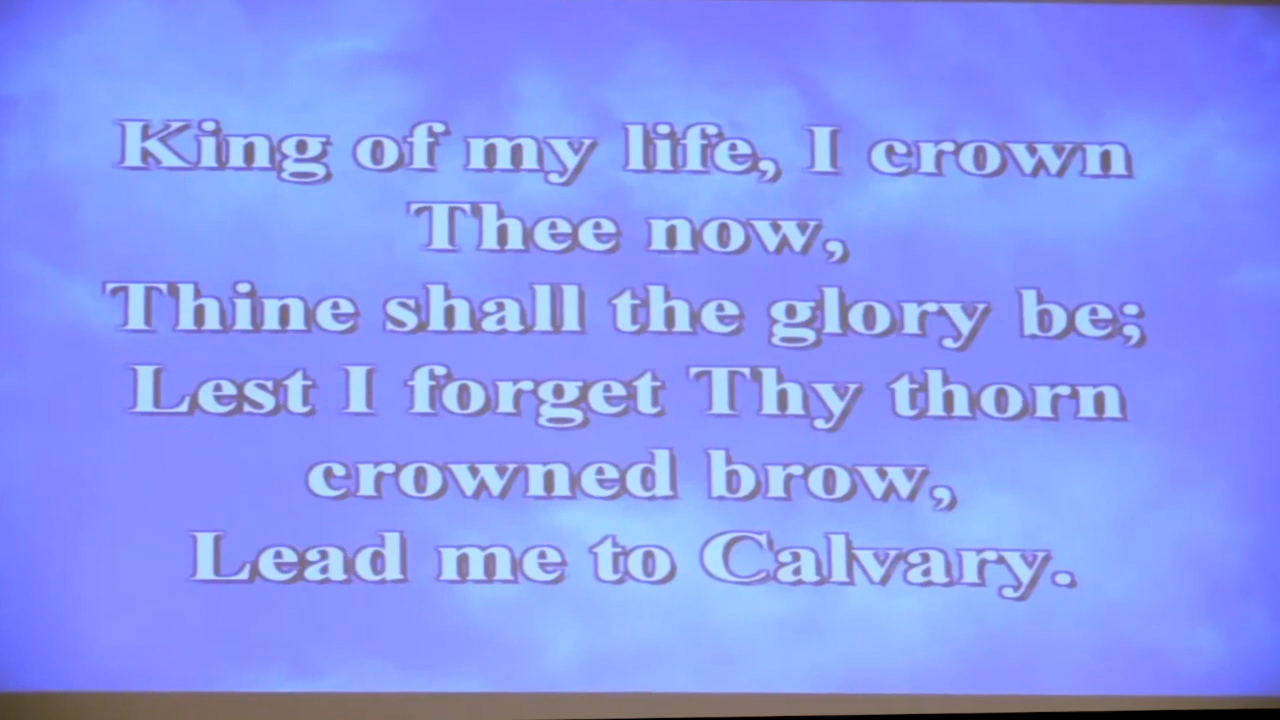 King of my life, I crown
Thee now,
Thine shall the glory be;
Lest I forget Thy thorn
crowned brow,
Lead me to Calvary.